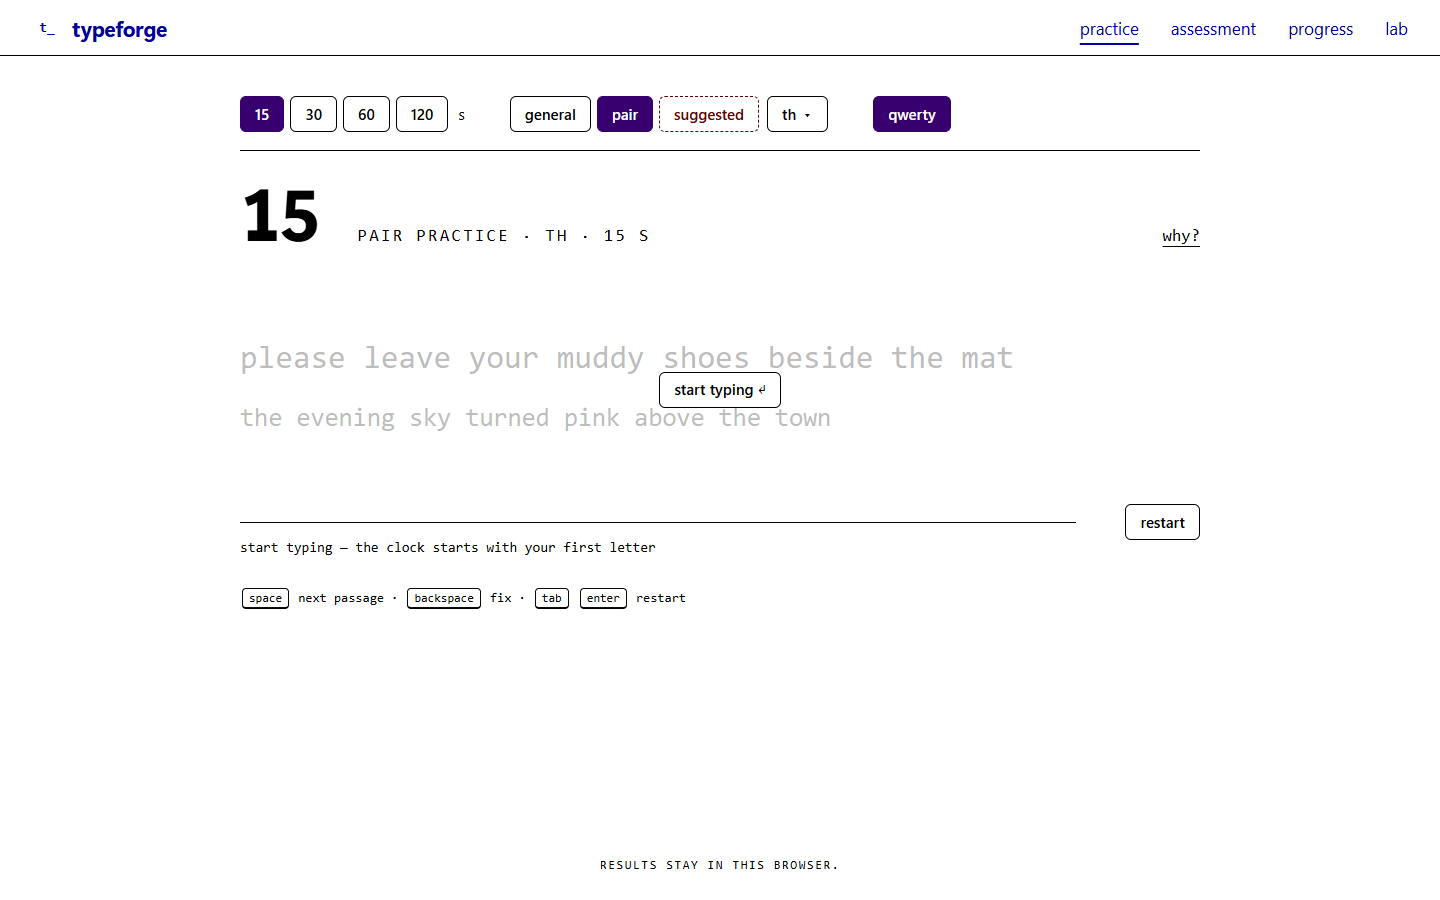 t_ typeforge practice assessment progress lab
15 30 60 120 s general pair suggested th ▾ qwerty
15 PAIR PRACTICE · TH · 15 S why?
please leave your muddy shoes beside the mat
start typing ↲
the evening sky turned pink above the town
restart
start typing — the clock starts with your first letter
space next passage · backspace fix · tab enter restart
RESULTS STAY IN THIS BROWSER.